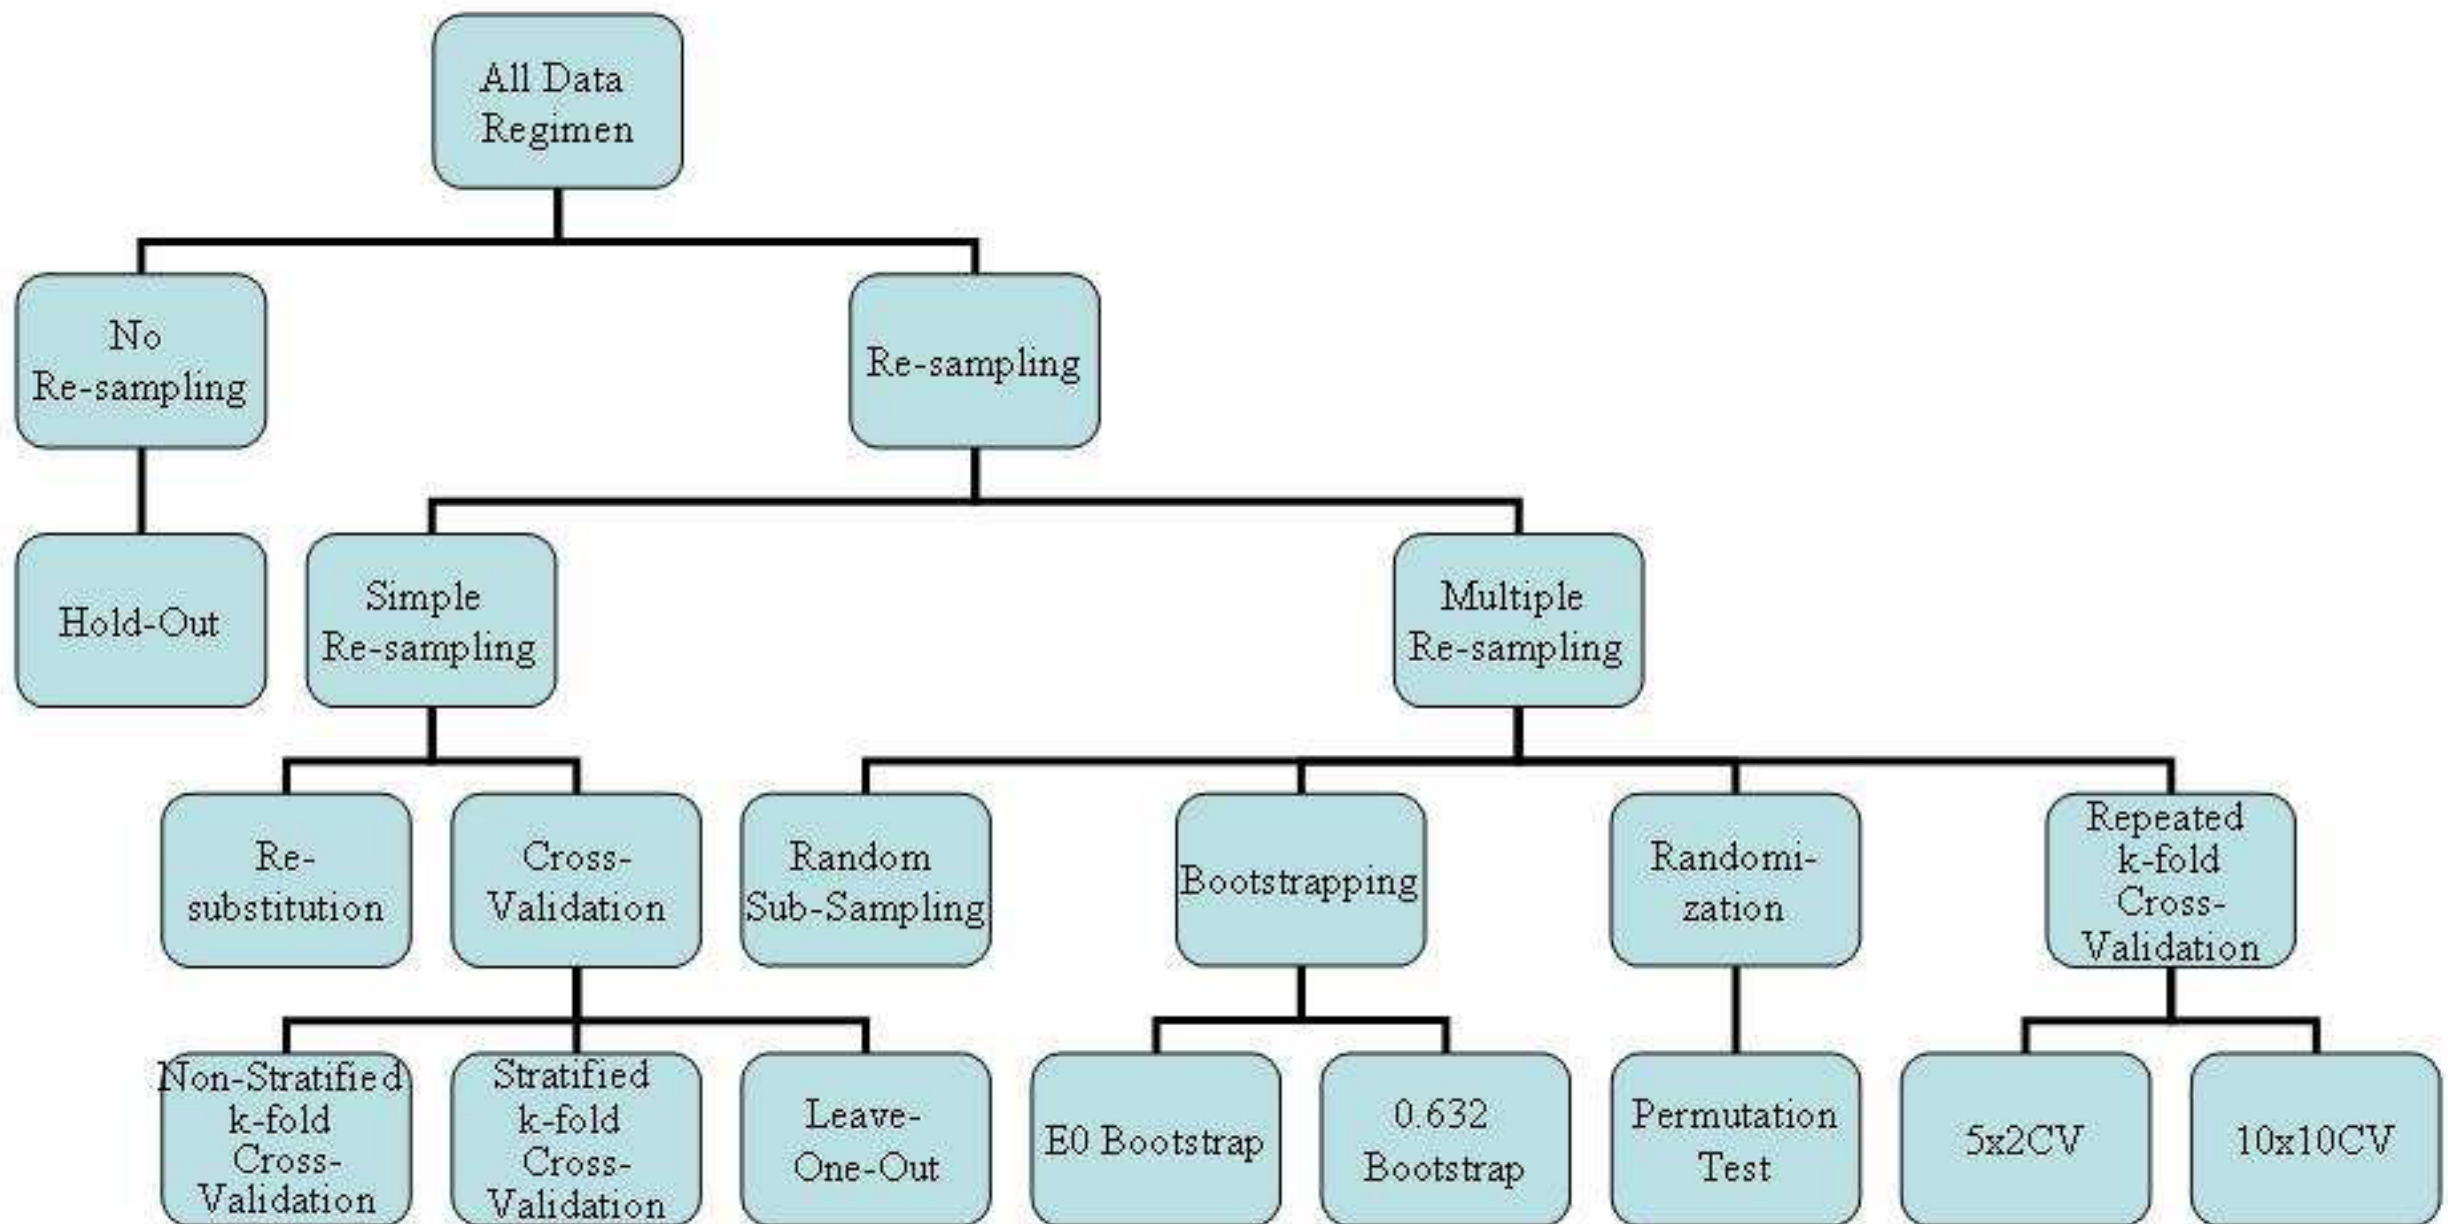 All Data
Regimen
No
Re-sampling
Re-sampling
Hold-Out
Simple
Re-sampling
Multiple
Re-sampling
Re-
substitution
Cross-
Validation
Random
Sub-Sampling
Bootstrapping
Randomi-
zation
Repeated
k-fold
Cross-
Validation
Non-Stratified
k-fold
Cross-
Validation
Stratified
k-fold
Cross-
Validation
Leave-
One-Out
E0 Bootstrap
0.632
Bootstrap
Permutation
Test
5x2CV
10x10CV